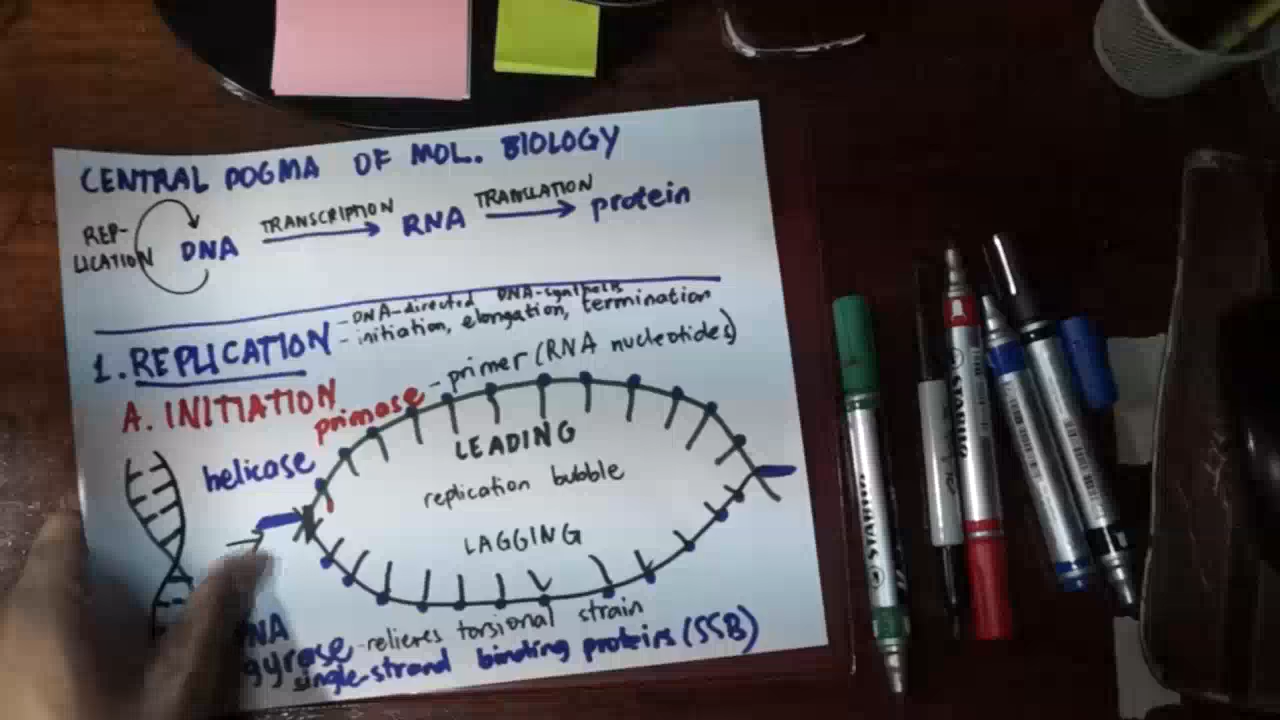 CENTRAL DOGMA OF MOL. BIOLOGY
REP-
LICATION
DNA
TRANSCRIPTION
RNA
TRANSLATION
protein
1. REPLICATION
- DNA-directed DNA-synthesis
- initiation, elongation, termination
A. INITIATION
primase - primer (RNA nucleotides)
helicase
LEADING
replication bubble
LAGGING
gyrase - relieves torsional strain
single-strand binding proteins (SSB)